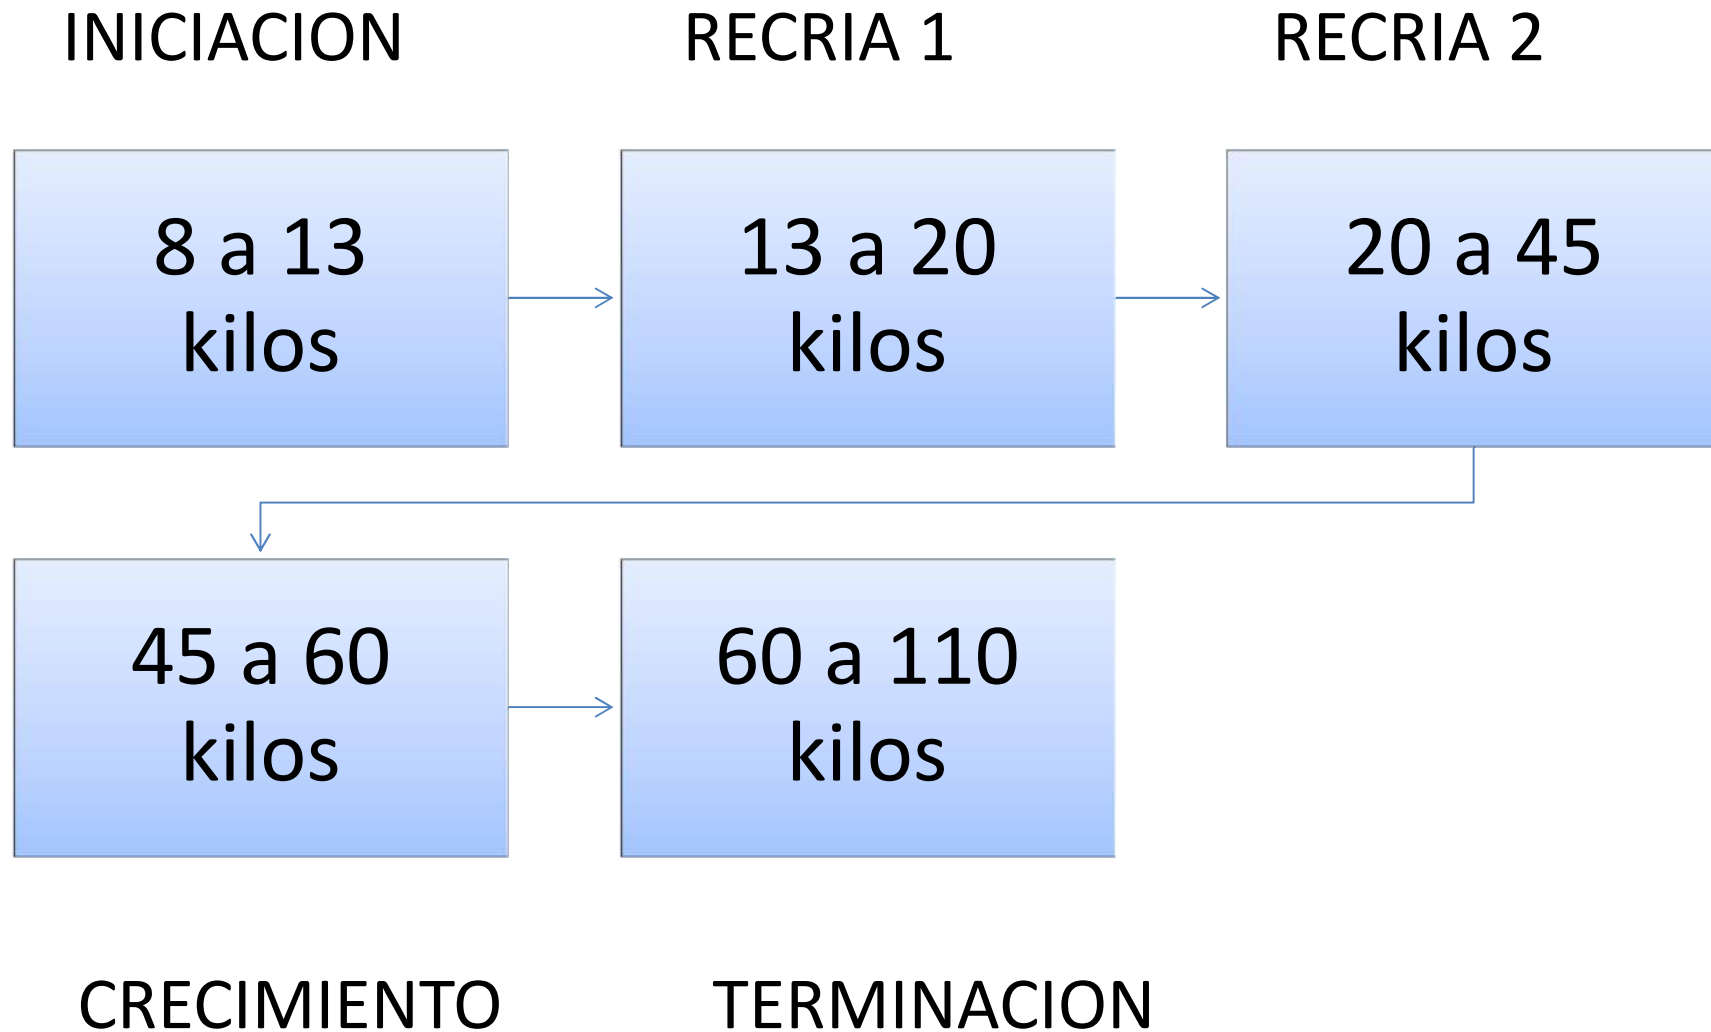 INICIACION
RECRIA 1
RECRIA 2
8 a 13
kilos
13 a 20
kilos
20 a 45
kilos
45 a 60
kilos
60 a 110
kilos
CRECIMIENTO
TERMINACION